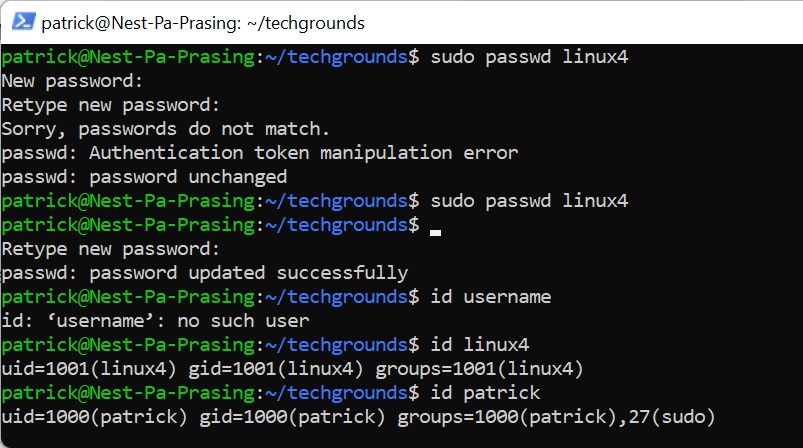 patrick@Nest-Pa-Prasing: ~/techgrounds
patrick@Nest-Pa-Prasing:~/techgrounds$ sudo passwd linux4
New password:
Retype new password:
Sorry, passwords do not match.
passwd: Authentication token manipulation error
passwd: password unchanged
patrick@Nest-Pa-Prasing:~/techgrounds$ sudo passwd linux4
patrick@Nest-Pa-Prasing:~/techgrounds$
Retype new password:
passwd: password updated successfully
patrick@Nest-Pa-Prasing:~/techgrounds$ id username
id: ‘username’: no such user
patrick@Nest-Pa-Prasing:~/techgrounds$ id linux4
uid=1001(linux4) gid=1001(linux4) groups=1001(linux4)
patrick@Nest-Pa-Prasing:~/techgrounds$ id patrick
uid=1000(patrick) gid=1000(patrick) groups=1000(patrick),27(sudo)